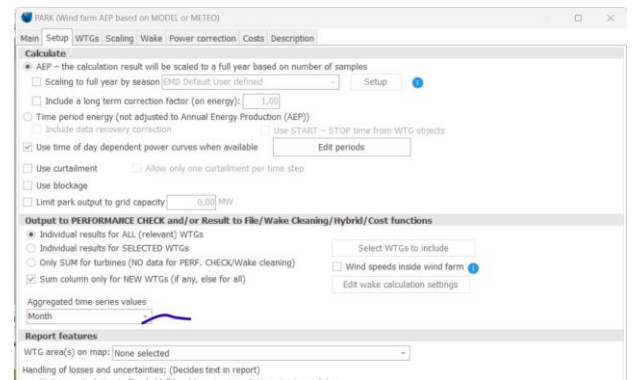 PARK (Wind farm AEP based on MODEL or METEO)
Main Setup WTGs Scaling Wake Power correction Costs Description
Calculate
AEP – the calculation result will be scaled to a full year based on number of samples
Scaling to full year by season EMD Default User defined Setup
Include a long term correction factor (on energy): 1,00
Time period energy (not adjusted to Annual Energy Production (AEP))
Include data recovery correction Use START – STOP time from WTG objects
Use time of day dependent power curves when available Edit periods
Use curtailment Allow only one curtailment per time step
Use blockage
Limit park output to grid capacity 0,00 MW
Output to PERFORMANCE CHECK and/or Result to File/Wake Cleaning/Hybrid/Cost functions
Individual results for ALL (relevant) WTGs
Individual results for SELECTED WTGs Select WTGs to include
Only SUM for turbines (NO data for PERF. CHECK/Wake cleaning) Wind speeds inside wind farm
Sum column only for NEW WTGs (if any, else for all) Edit wake calculation settings
Aggregated time series values
Month
Report features
WTG area(s) on map: None selected
Handling of losses and uncertainties: (Decides text in report)